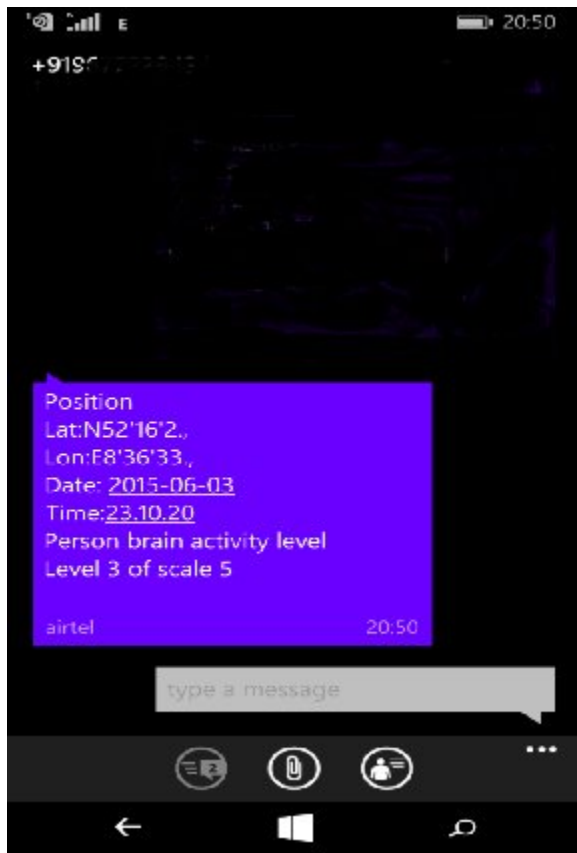 E 20:50
Position
Lat:N52'16'2.,
Lon:E8'36'33.,
Date: 2015-06-03
Time:23.10.20
Person brain activity level
Level 3 of scale 5
airtel 20:50
type a message
2